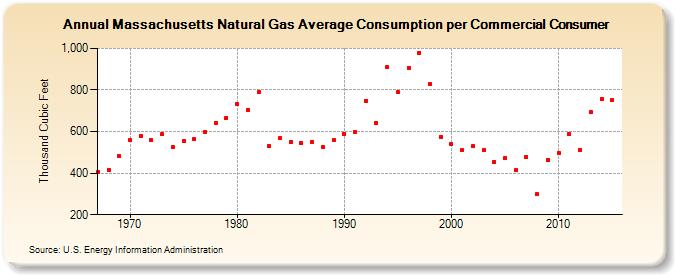 Annual Massachusetts Natural Gas Average Consumption per Commercial Consumer
Thousand Cubic Feet
1,000
800
600
400
200
1970 1980 1990 2000 2010
Source: U.S. Energy Information Administration